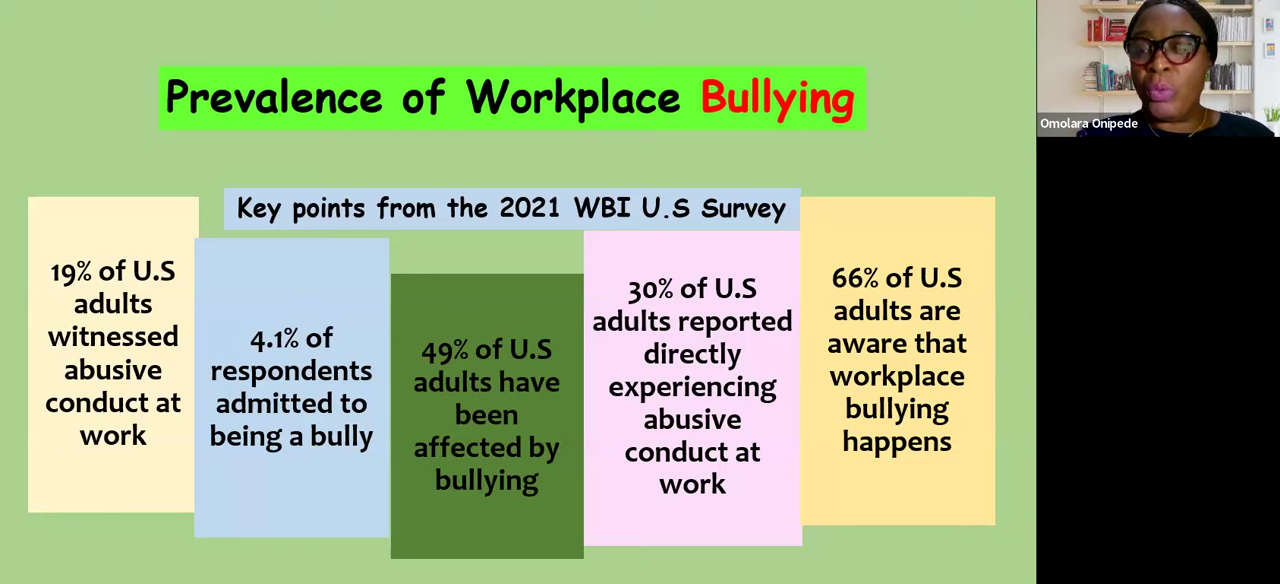 Prevalence of Workplace Bullying
Key points from the 2021 WBI U.S Survey
19% of U.S
adults
witnessed
abusive
conduct at
work
4.1% of
respondents
admitted to
being a bully
49% of U.S
adults have
been
affected by
bullying
30% of U.S
adults reported
directly
experiencing
abusive
conduct at
work
66% of U.S
adults are
aware that
workplace
bullying
happens
Omolara Onipede